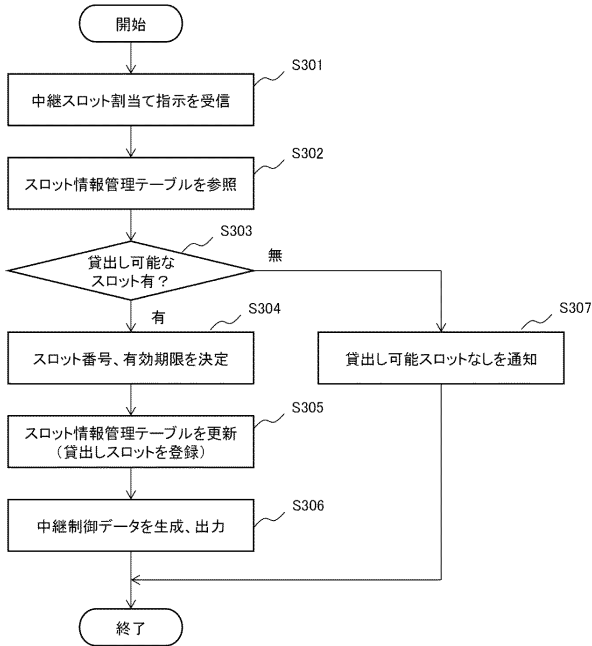 開始
S301
中継スロット割当て指示を受信
S302
スロット情報管理テーブルを参照
S303
貸出し可能な
スロット有？
無
有
S304
スロット番号、有効期限を決定
S307
貸出し可能スロットなしを通知
S305
スロット情報管理テーブルを更新
（貸出しスロットを登録）
S306
中継制御データを生成、出力
終了